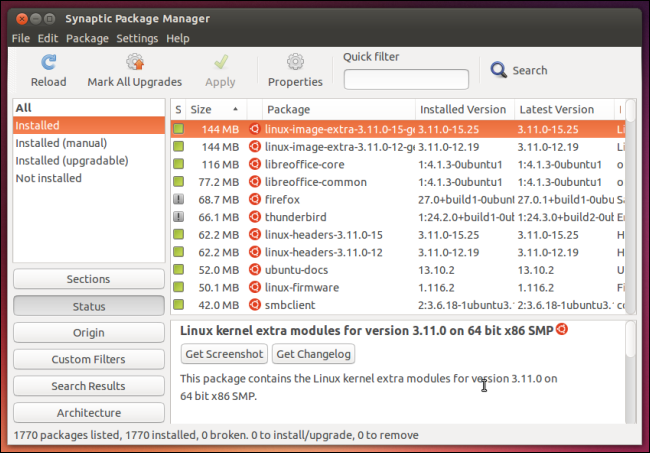 Synaptic Package Manager
File Edit Package Settings Help
Reload Mark All Upgrades Apply Properties Quick filter Search
All
Installed
Installed (manual)
Installed (upgradable)
Not installed
Sections
Status
Origin
Custom Filters
Search Results
Architecture
S Size Package Installed Version Latest Version
144 MB linux-image-extra-3.11.0-15-ge 3.11.0-15.25 3.11.0-15.25 Li
144 MB linux-image-extra-3.11.0-12-ge 3.11.0-12.19 3.11.0-12.19 Li
116 MB libreoffice-core 1:4.1.3-0ubuntu1 1:4.1.3-0ubuntu1 o
77.2 MB libreoffice-common 1:4.1.3-0ubuntu1 1:4.1.3-0ubuntu1 o
68.7 MB firefox 27.0+build1-0ubun 27.0.1+build1-0ub Sa
66.1 MB thunderbird 1:24.2.0+build1-0ul 1:24.3.0+build2-0ul En
62.2 MB linux-headers-3.11.0-15 3.11.0-15.25 3.11.0-15.25 H
62.2 MB linux-headers-3.11.0-12 3.11.0-12.19 3.11.0-12.19 H
52.0 MB ubuntu-docs 13.10.2 13.10.2 U
50.1 MB linux-firmware 1.116.2 1.116.2 Fi
42.0 MB smbclient 2:3.6.18-1ubuntu3. 2:3.6.18-1ubuntu3. co
Linux kernel extra modules for version 3.11.0 on 64 bit x86 SMP
Get Screenshot Get Changelog
This package contains the Linux kernel extra modules for version 3.11.0 on
64 bit x86 SMP.
1770 packages listed, 1770 installed, 0 broken. 0 to install/upgrade, 0 to remove